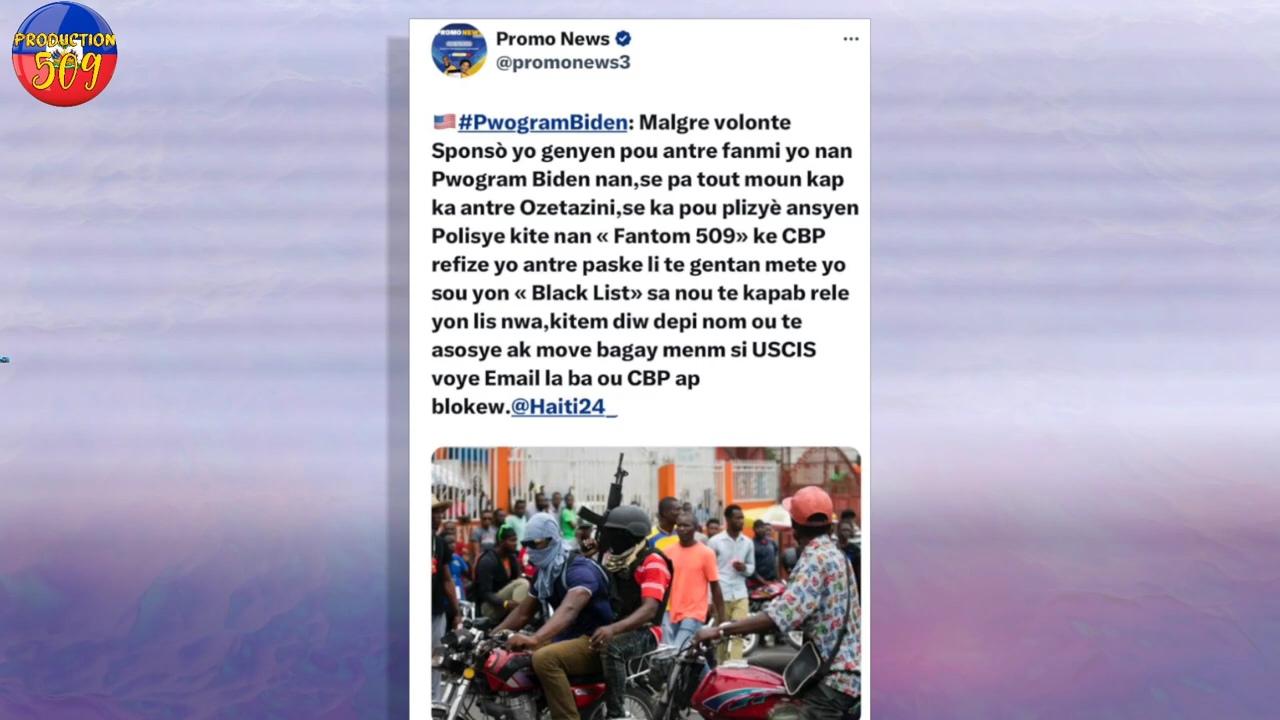 PRODUCTION
509
Promo News
@promonews3
#PwogramBiden: Malgre volonte
Sponsò yo genyen pou antre fanmi yo nan
Pwogram Biden nan,se pa tout moun kap
ka antre Ozetazini,se ka pou plizyè ansyen
Polisye kite nan « Fantom 509» ke CBP
refize yo antre paske li te gentan mete yo
sou yon « Black List» sa nou te kapab rele
yon lis nwa,kitem diw depi nom ou te
asosye ak move bagay menm si USCIS
voye Email la ba ou CBP ap
blokew.@Haiti24_